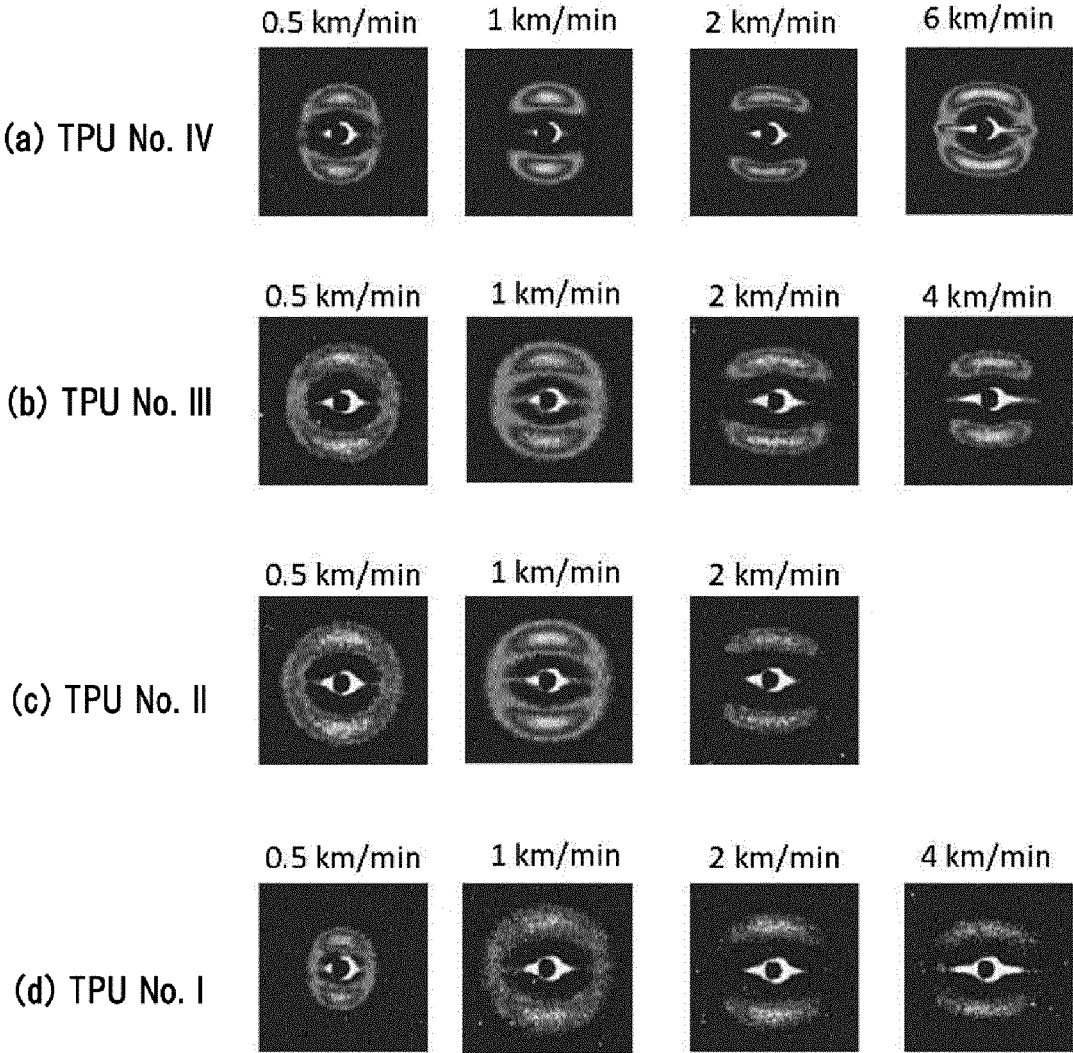 0.5 km/min 1 km/min 2 km/min 6 km/min
(a) TPU No. IV
0.5 km/min 1 km/min 2 km/min 4 km/min
(b) TPU No. III
0.5 km/min 1 km/min 2 km/min
(c) TPU No. II
0.5 km/min 1 km/min 2 km/min 4 km/min
(d) TPU No. I